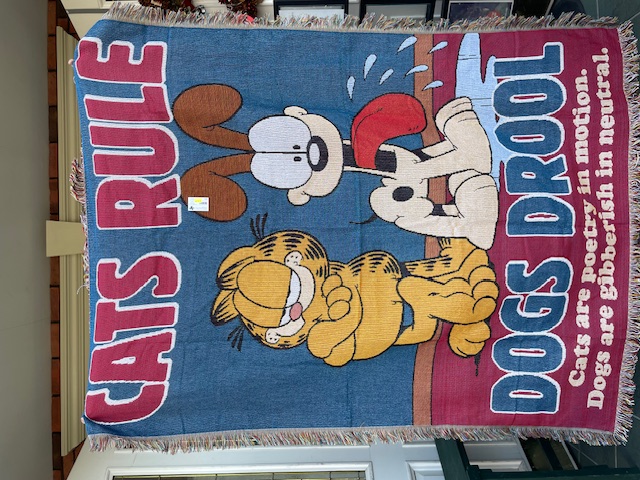 CATS RULE
DOGS DROOL
Cats are poetry in motion.
Dogs are gibberish in neutral.